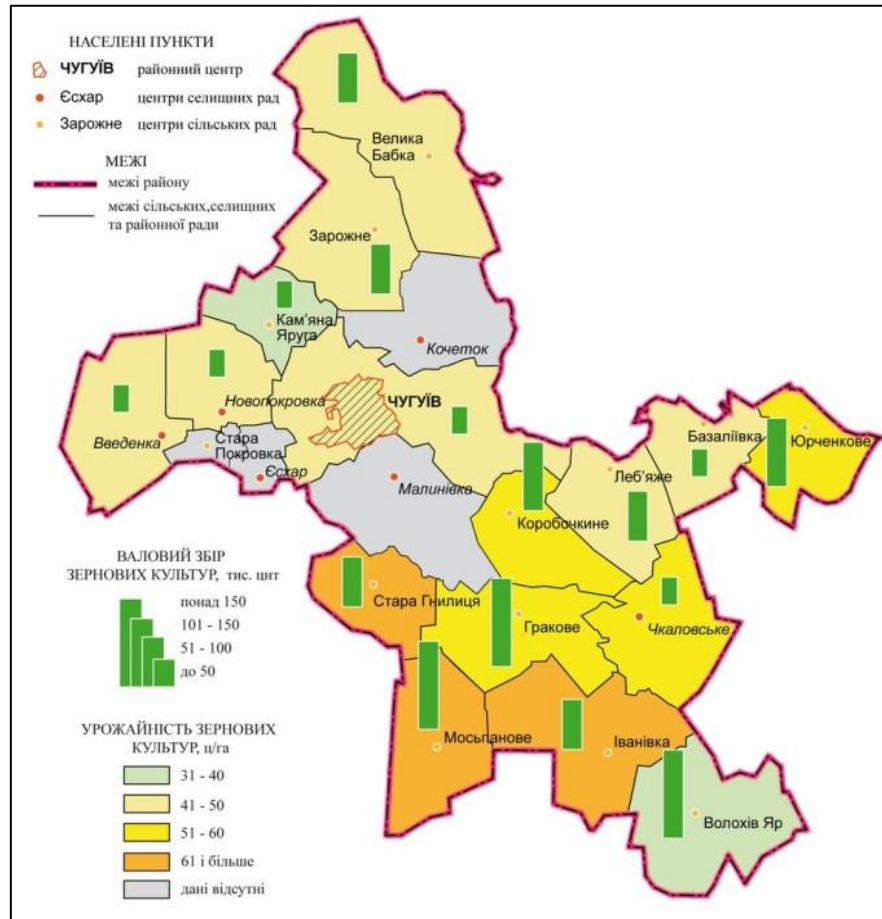 НАСЕЛЕНІ ПУНКТИ
ЧУГУЇВ районний центр
Єсхар центри селищних рад
Зарожне центри сільських рад
МЕЖІ
межі району
межі сільських,селищних
та районної ради
Велика
Бабка
Зарожне
Кам'яна
Яруга
Кочеток
Новопокровка
ЧУГУЇВ
Введенка
Стара
Покровка
Єсхар
Малинівка
Базаліївка
Юрченкове
Леб'яже
Коробочкине
ВАЛОВИЙ ЗБІР
ЗЕРНОВИХ КУЛЬТУР, тис. цнт
понад 150
101 - 150
51 - 100
до 50
Стара Гнилиця
Гракове
Чкаловське
УРОЖАЙНІСТЬ ЗЕРНОВИХ
КУЛЬТУР, ц/га
31 - 40
41 - 50
51 - 60
61 і більше
дані відсутні
Мосьпанове
Іванівка
Волохів Яр